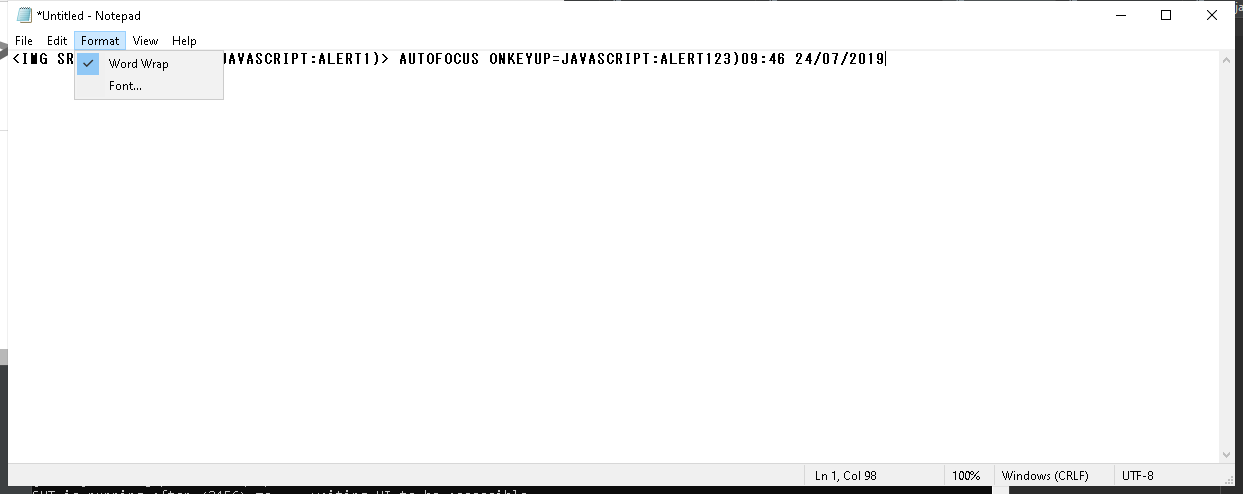 *Untitled - Notepad
File Edit Format View Help
<IMG SR JAVASCRIPT:ALERT1)> AUTOFOCUS ONKEYUP=JAVASCRIPT:ALERT123)09:46 24/07/2019
Word Wrap
Font...
Ln 1, Col 98 100% Windows (CRLF) UTF-8